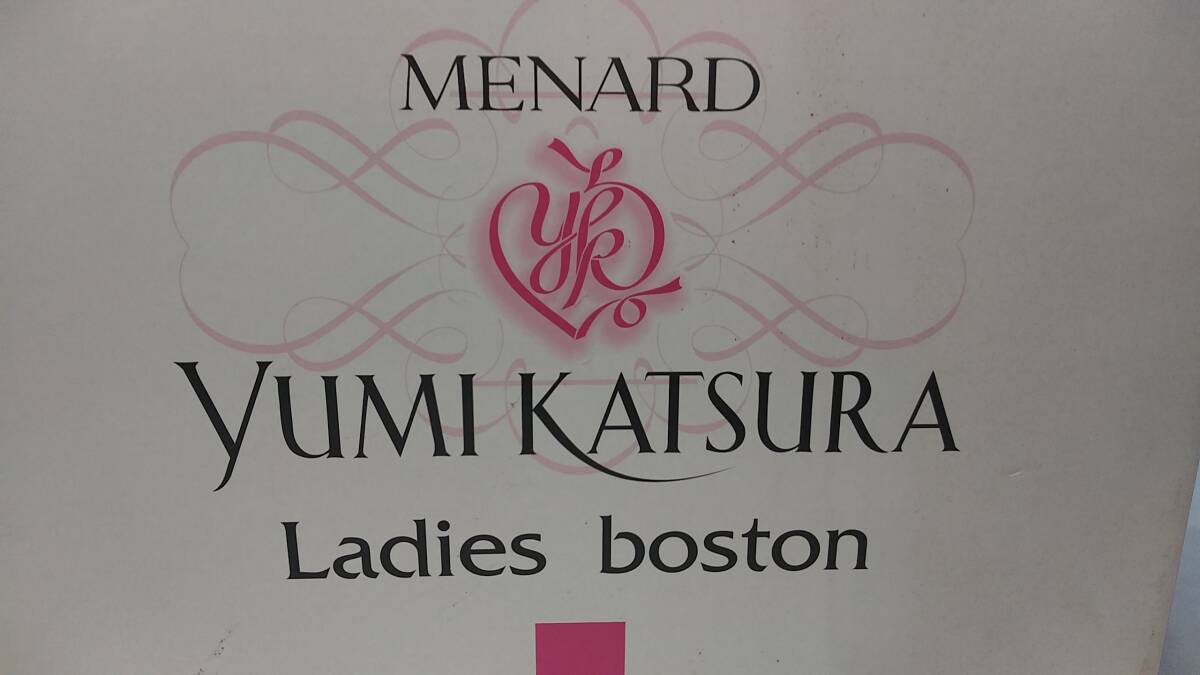 MENARD
yk
YUMI KATSURA
Ladies boston